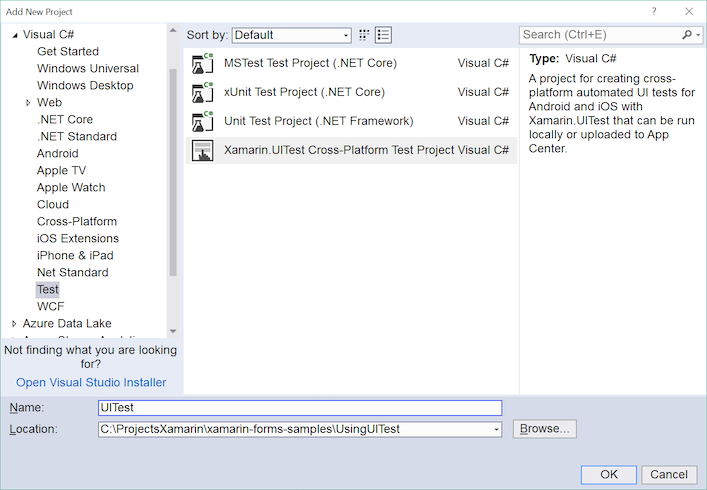 Add New Project
?
Visual C#
Get Started
Windows Universal
Windows Desktop
Web
.NET Core
.NET Standard
Android
Apple TV
Apple Watch
Cloud
Cross-Platform
iOS Extensions
iPhone & iPad
Net Standard
Test
WCF
Azure Data Lake
Not finding what you are looking
for?
Open Visual Studio Installer
Sort by: Default
MSTest Test Project (.NET Core) Visual C#
xUnit Test Project (.NET Core) Visual C#
Unit Test Project (.NET Framework) Visual C#
Xamarin.UITest Cross-Platform Test Project Visual C#
Search (Ctrl+E)
Type: Visual C#
A project for creating cross-
platform automated UI tests for
Android and iOS with
Xamarin.UITest that can be run
locally or uploaded to App
Center.
Name: UITest
Location: C:\ProjectsXamarin\xamarin-forms-samples\UsingUITest Browse...
OK Cancel